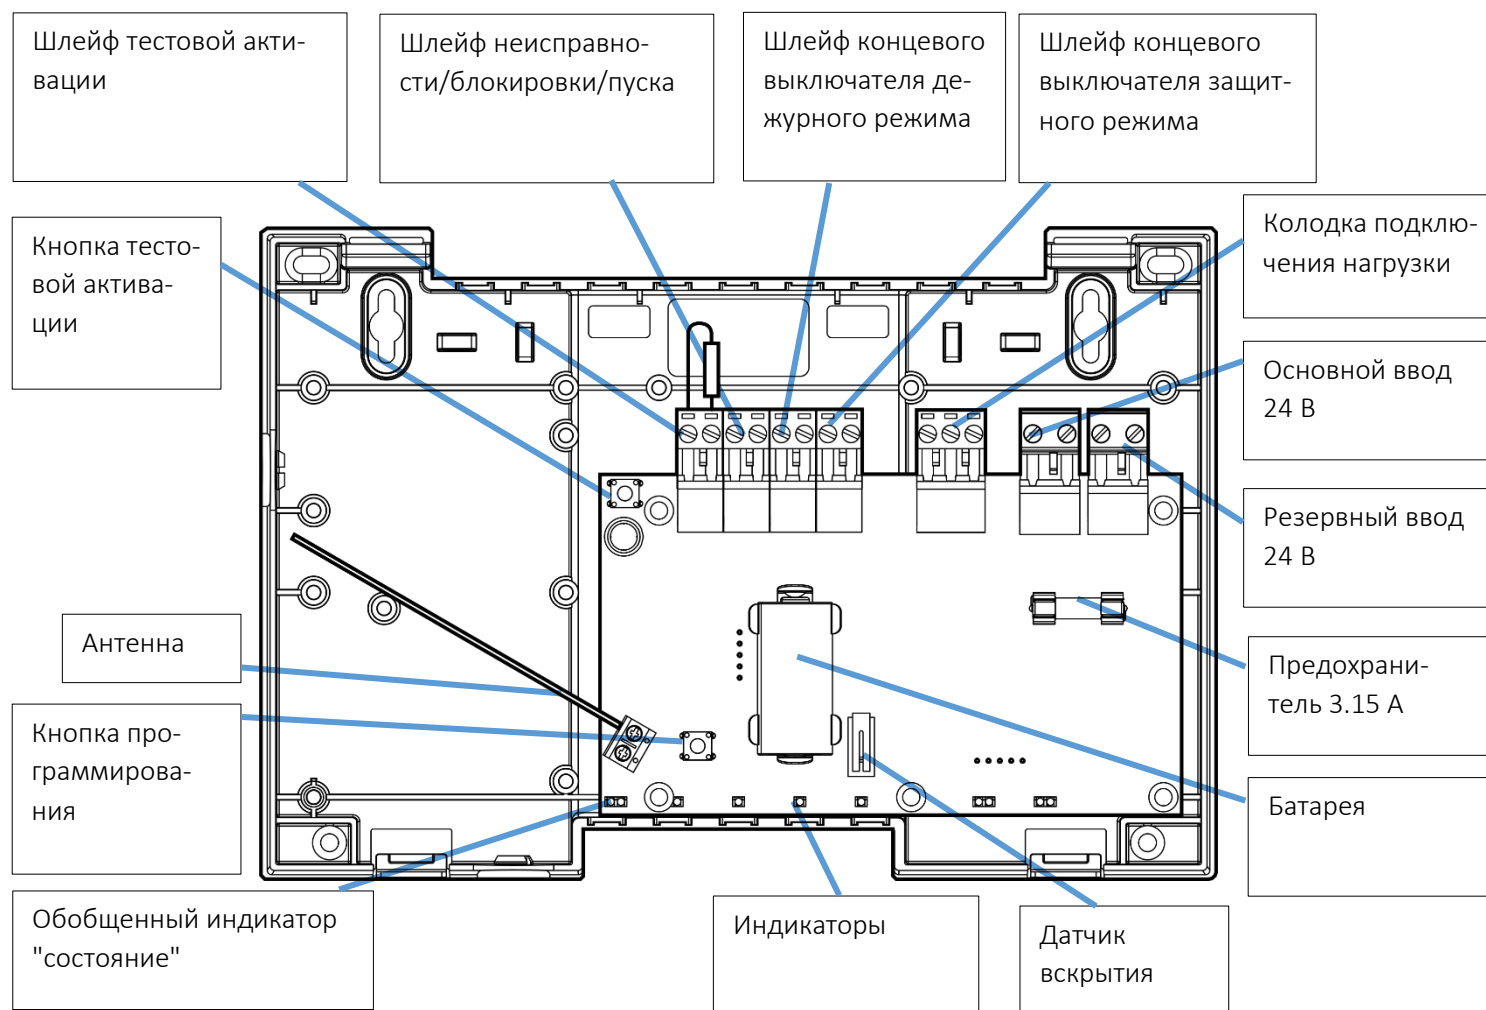 Шлейф тестовой акти-
вации
Шлейф неисправно-
сти/блокировки/пуска
Шлейф концевого
выключателя де-
журного режима
Шлейф концевого
выключателя защит-
ного режима
Кнопка тесто-
вой актива-
ции
Колодка подклю-
чения нагрузки
Основной ввод
24 В
Резервный ввод
24 В
Антенна
Предохрани-
тель 3.15 А
Кнопка про-
граммирова-
ния
Батарея
Обобщенный индикатор
"состояние"
Индикаторы
Датчик
вскрытия